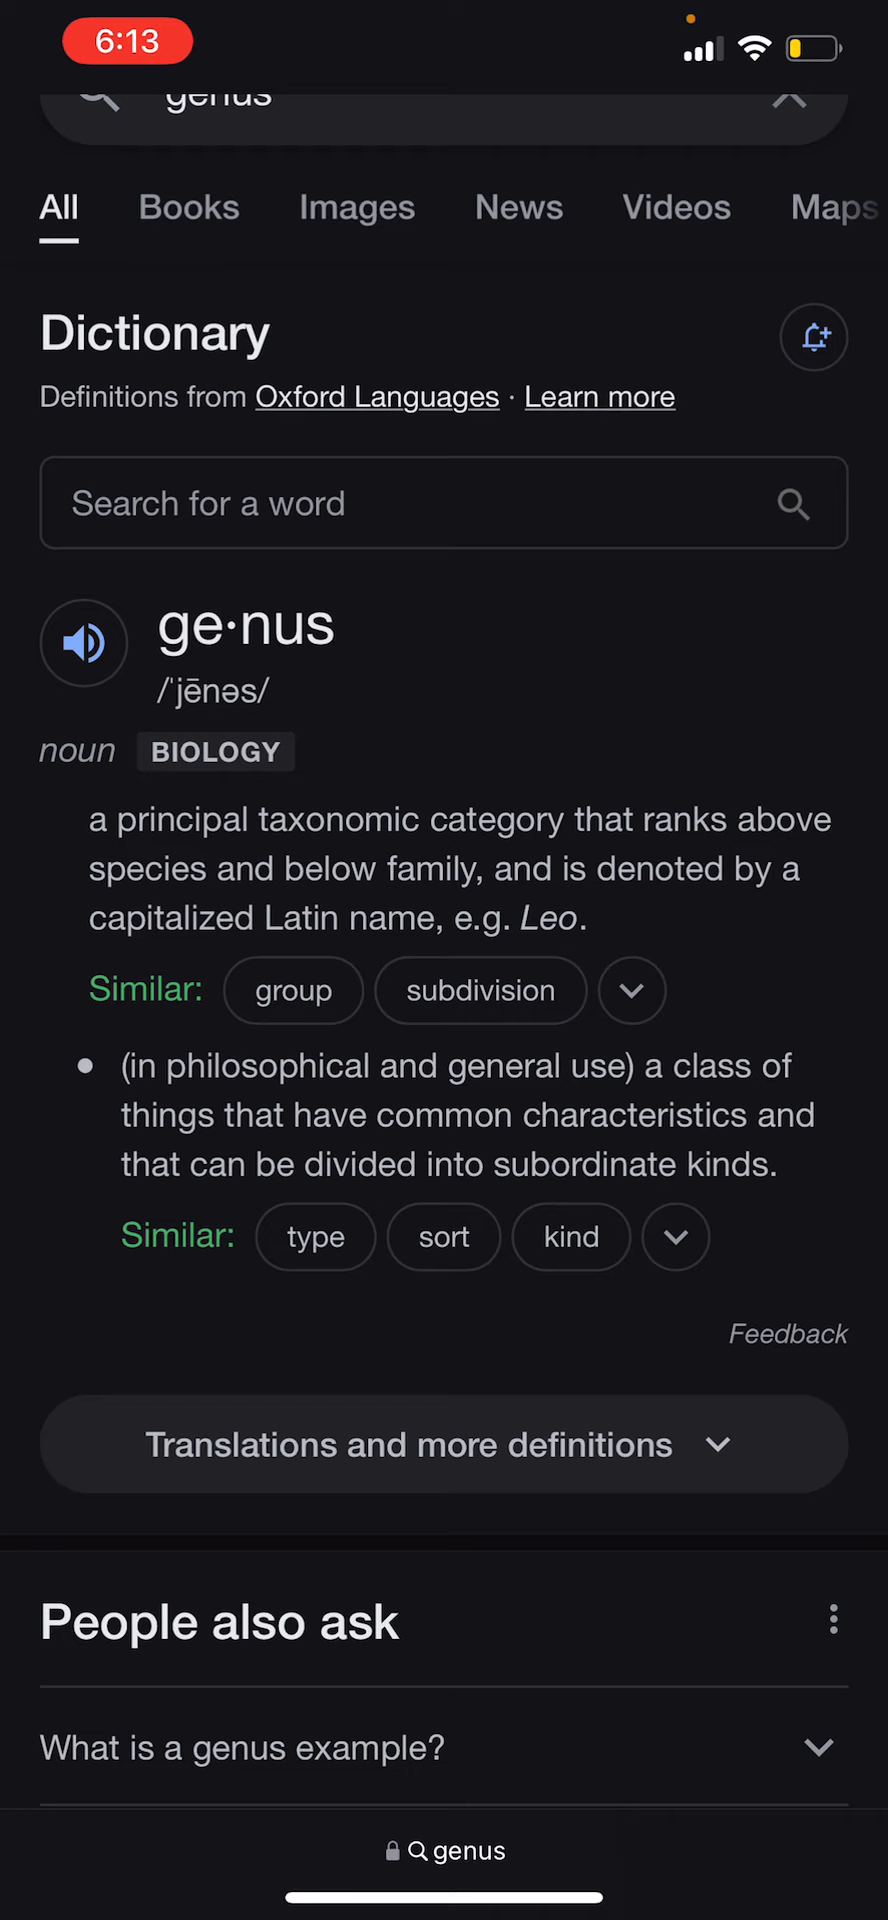 6:13
genus
All Books Images News Videos Maps
Dictionary
Definitions from Oxford Languages · Learn more
Search for a word
ge·nus
/ˈjēnəs/
noun BIOLOGY
a principal taxonomic category that ranks above
species and below family, and is denoted by a
capitalized Latin name, e.g. Leo.
Similar: group subdivision
• (in philosophical and general use) a class of
things that have common characteristics and
that can be divided into subordinate kinds.
Similar: type sort kind
Feedback
Translations and more definitions
People also ask
What is a genus example?
genus